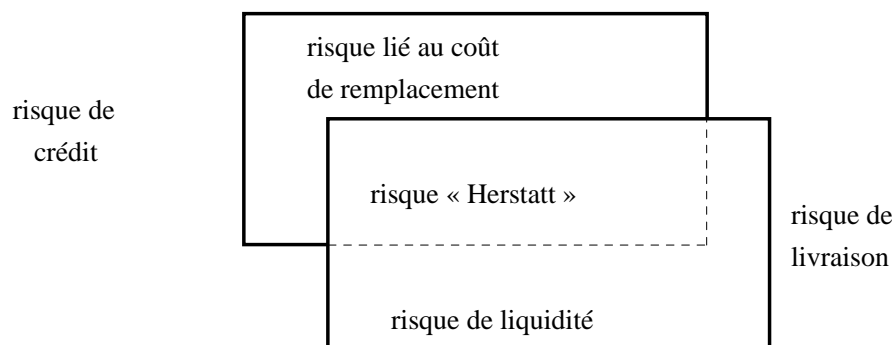 risque lié au coût
de remplacement
risque de
crédit
risque « Herstatt »
risque de
livraison
risque de liquidité